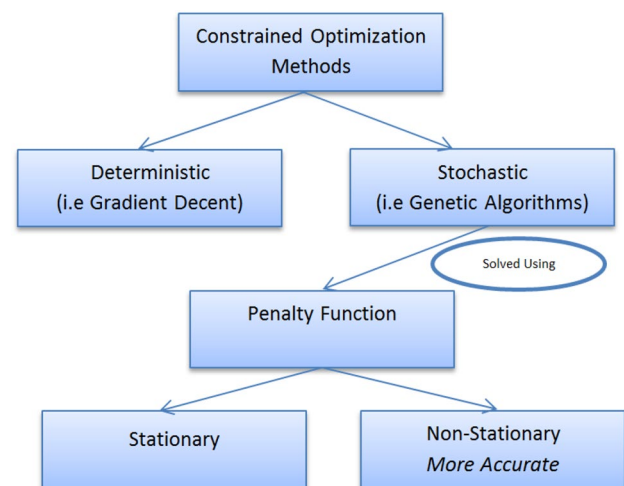 Constrained Optimization
Methods
Deterministic
(i.e Gradient Decent)
Stochastic
(i.e Genetic Algorithms)
Solved Using
Penalty Function
Stationary
Non-Stationary
More Accurate